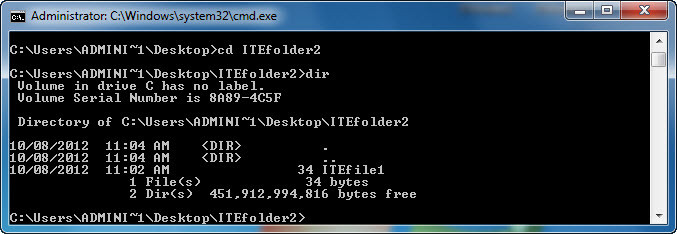 Administrator: C:\Windows\system32\cmd.exe
C:\Users\ADMINI~1\Desktop>cd ITEfolder2
C:\Users\ADMINI~1\Desktop\ITEfolder2>dir
 Volume in drive C has no label.
 Volume Serial Number is 8A89-4C5F
 Directory of C:\Users\ADMINI~1\Desktop\ITEfolder2
10/08/2012  11:04 AM    <DIR>          .
10/08/2012  11:04 AM    <DIR>          ..
10/08/2012  11:02 AM                34 ITEfile1
               1 File(s)             34 bytes
               2 Dir(s)  451,912,994,816 bytes free
C:\Users\ADMINI~1\Desktop\ITEfolder2>